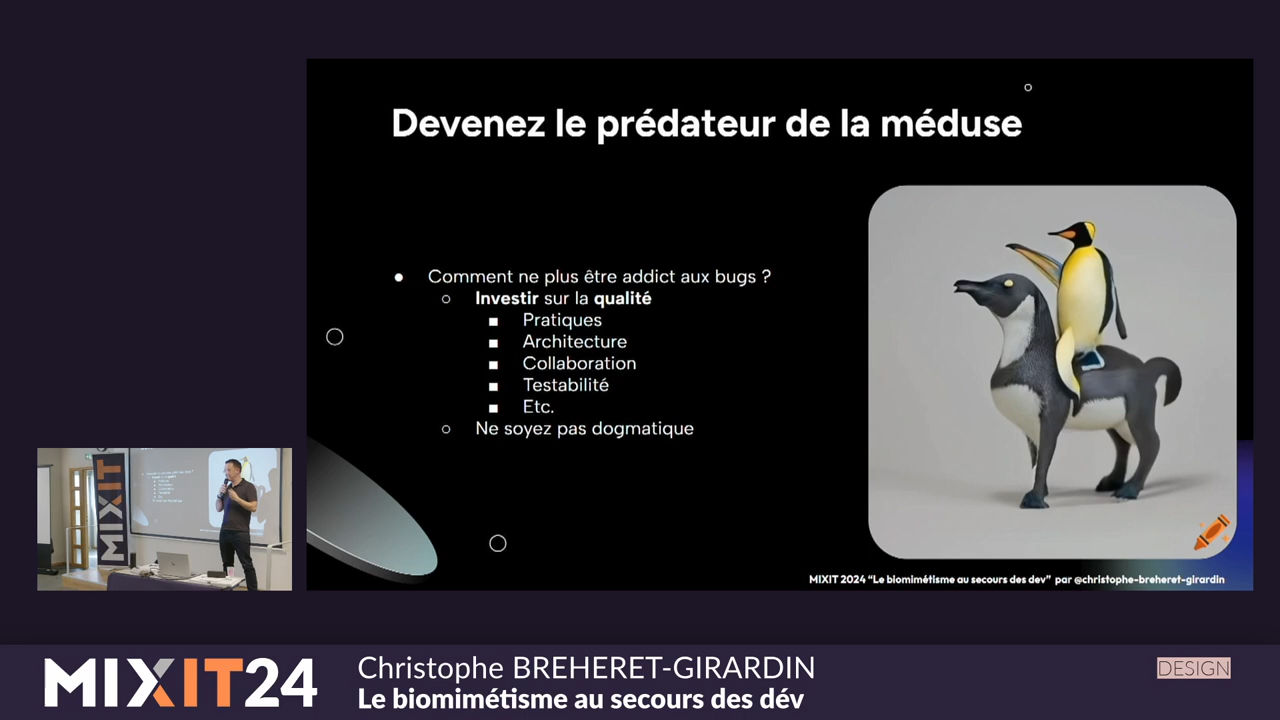 Devenez le prédateur de la méduse
● Comment ne plus être addict aux bugs ?
○ Investir sur la qualité
■ Pratiques
■ Architecture
■ Collaboration
■ Testabilité
■ Etc.
○ Ne soyez pas dogmatique
MIXIT 2024 “Le biomimétisme au secours des dev” par @christophe-breheret-girardin
MIXIT
MIXIT24
Christophe BREHERET-GIRARDIN
Le biomimétisme au secours des dév
DESIGN